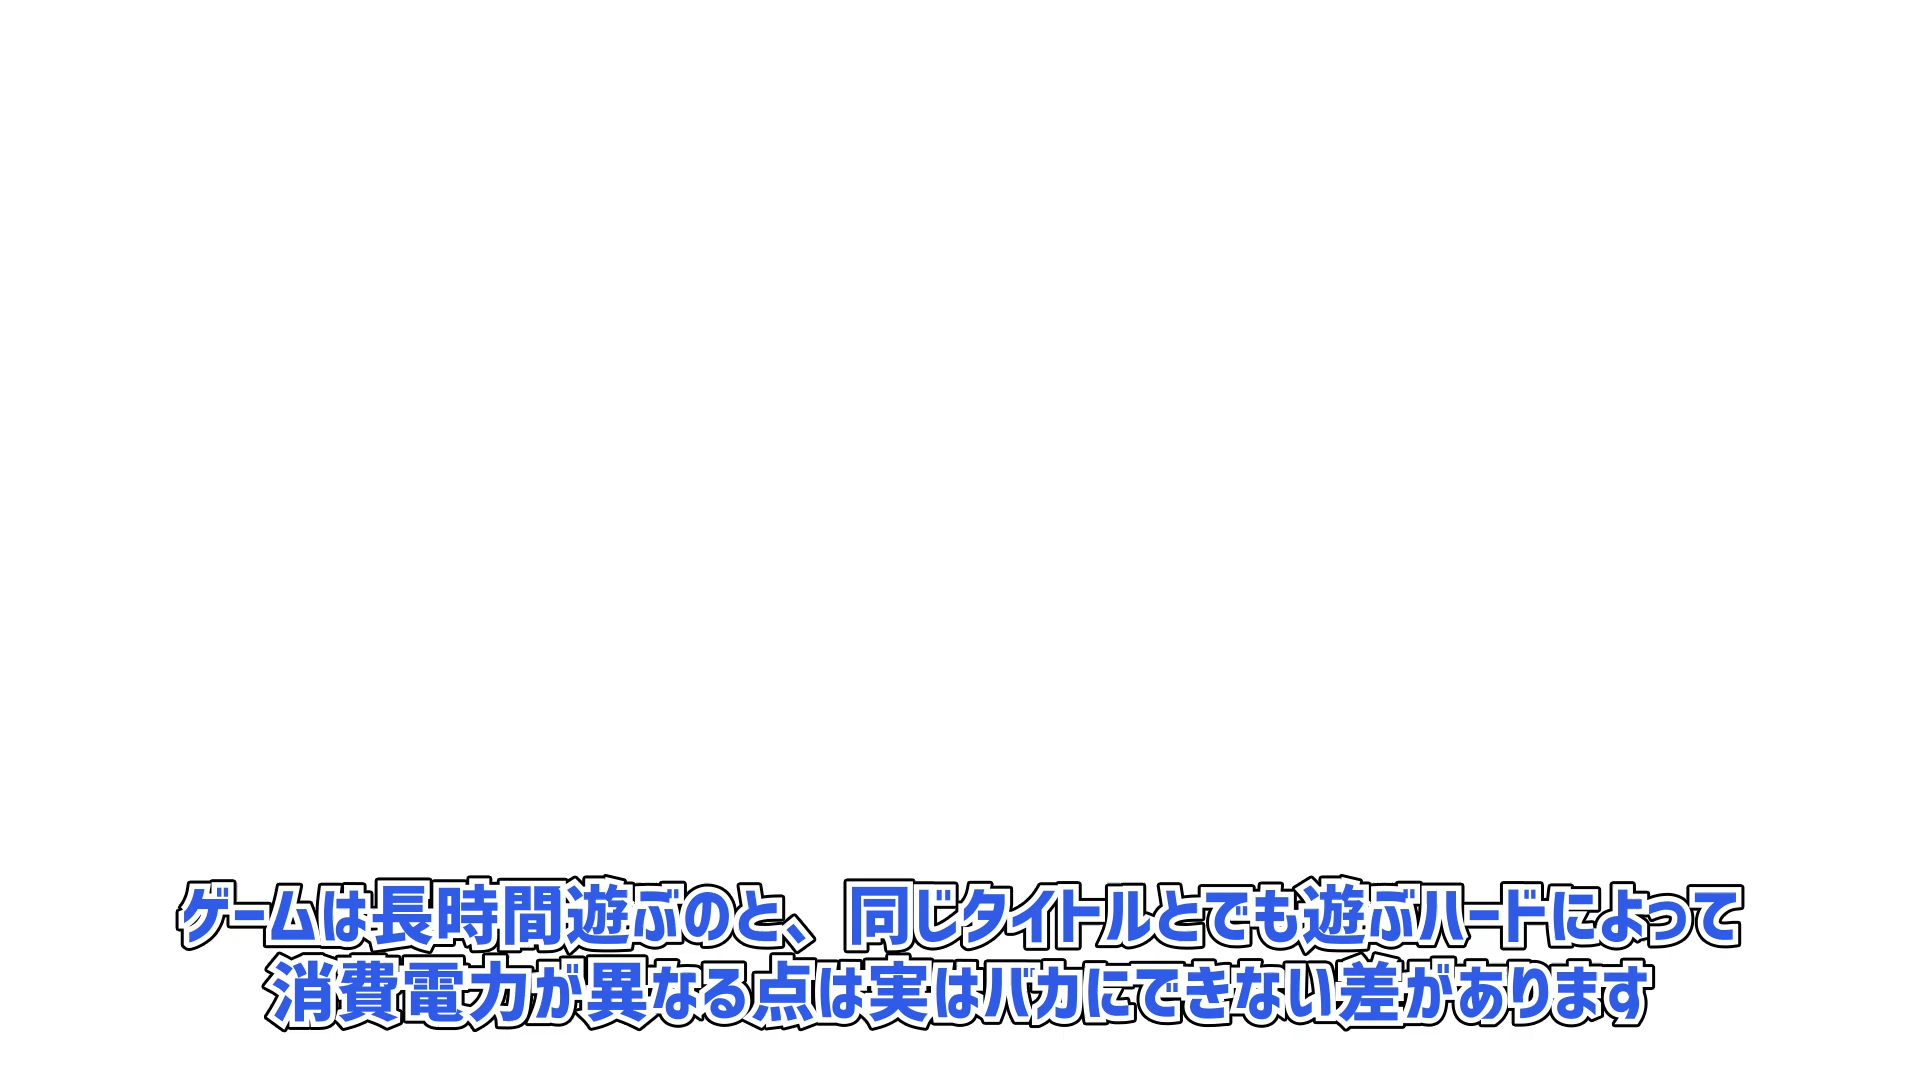 ゲームは長時間遊ぶのと、同じタイトルとでも遊ぶハードによって
消費電力が異なる点は実はバカにできない差があります